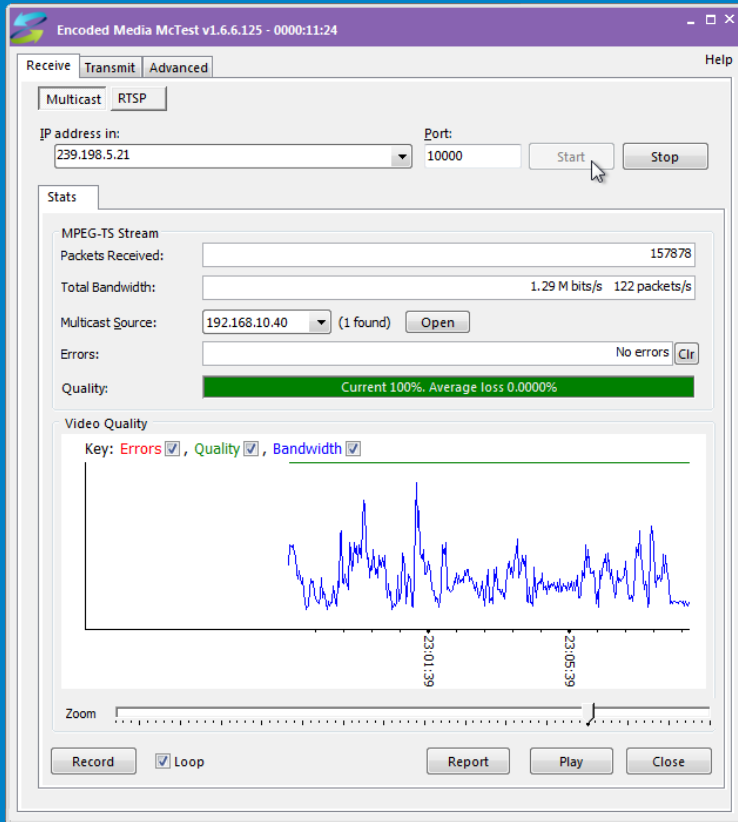 Encoded Media McTest v1.6.6.125 - 0000:11:24
Receive Transmit Advanced Help
Multicast RTSP
IP address in: Port:
239.198.5.21 10000 Start Stop
Stats
MPEG-TS Stream
Packets Received: 157878
Total Bandwidth: 1.29 M bits/s 122 packets/s
Multicast Source: 192.168.10.40 (1 found) Open
Errors: No errors Clr
Quality: Current 100%. Average loss 0.0000%
Video Quality
Key: Errors , Quality , Bandwidth
23:01:39 23:05:39
Zoom
Record Loop Report Play Close